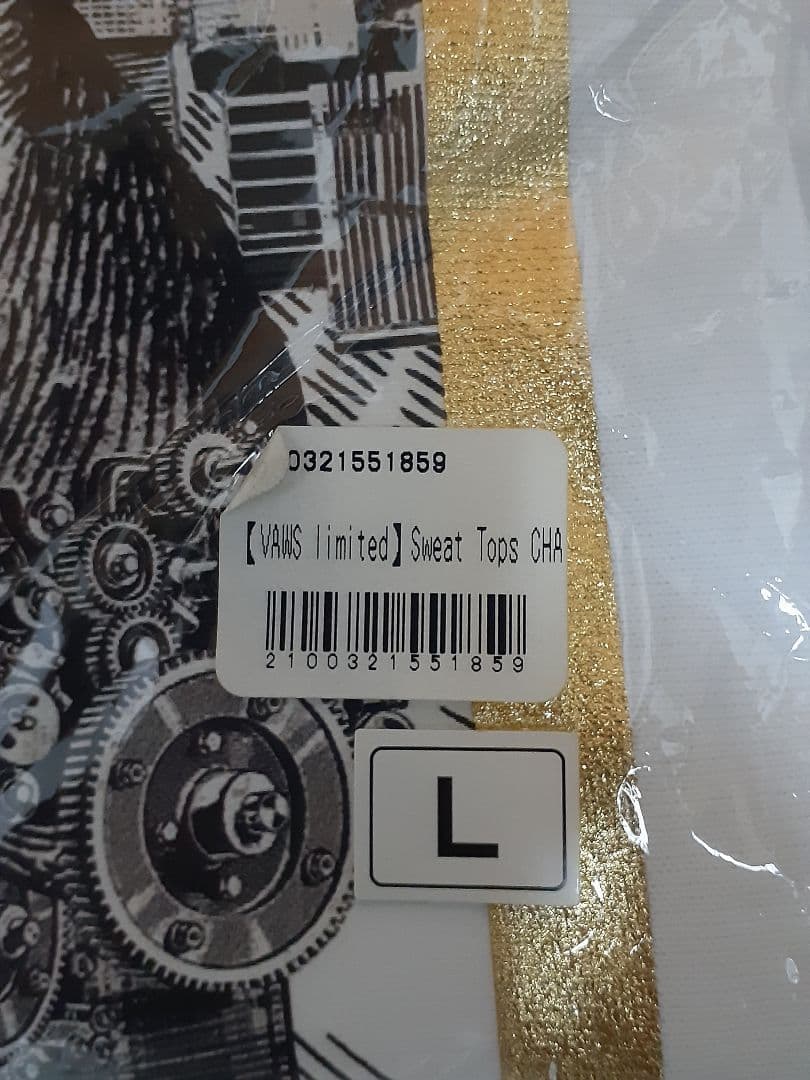 0321551859
【VAWS limited】Sweat Tops CHA
2100321551859
L